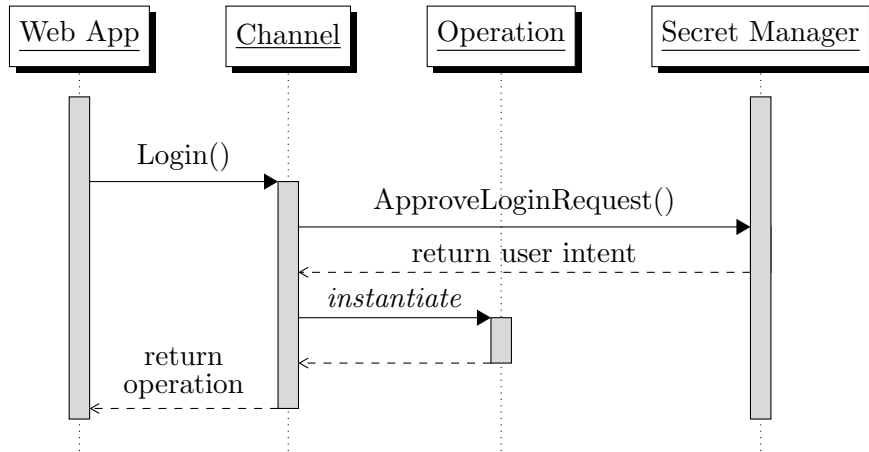 Web App
Channel
Operation
Secret Manager
Login()
ApproveLoginRequest()
return user intent
instantiate
return
operation